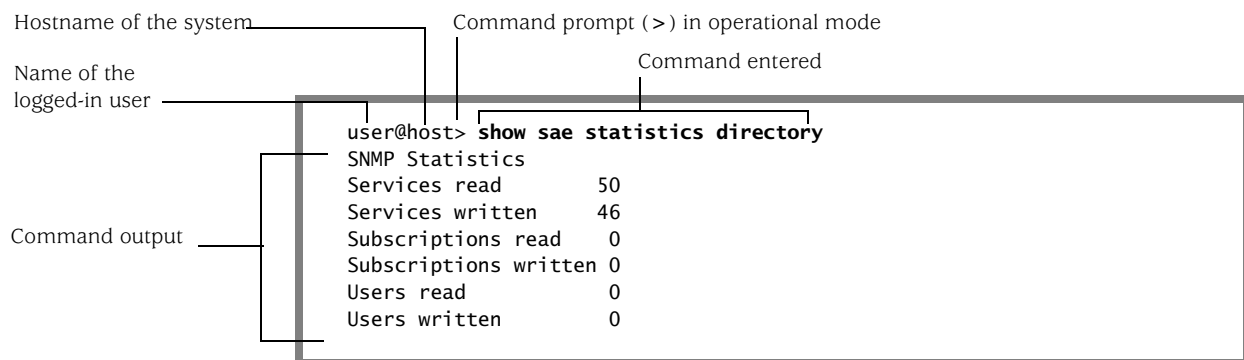 Hostname of the system
Command prompt (>) in operational mode
Command entered
Name of the
logged-in user
user@host> show sae statistics directory
SNMP Statistics
Services read 50
Services written 46
Subscriptions read 0
Subscriptions written 0
Users read 0
Users written 0
Command output